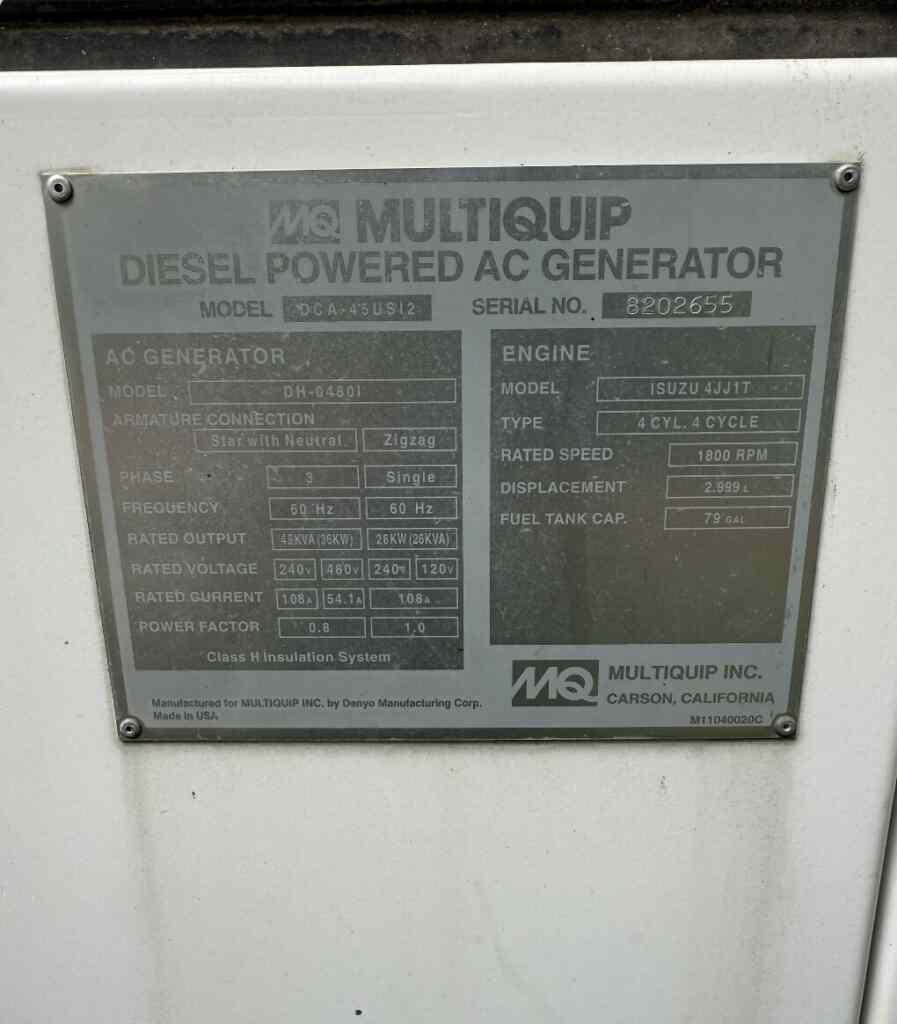 MQ MULTIQUIP
DIESEL POWERED AC GENERATOR
MODEL DCA-45USI2 SERIAL NO. 8202655
AC GENERATOR
MODEL DH-0480I
ARMATURE CONNECTION
Star with Neutral Zigzag
PHASE 3 Single
FREQUENCY 60 Hz 60 Hz
RATED OUTPUT 45KVA (36KW) 26KW (26KVA)
RATED VOLTAGE 240V 480V 240V 120V
RATED CURRENT 108A 54.1A 108A
POWER FACTOR 0.8 1.0
Class H Insulation System
ENGINE
MODEL ISUZU 4JJ1T
TYPE 4 CYL. 4 CYCLE
RATED SPEED 1800 RPM
DISPLACEMENT 2.999 L
FUEL TANK CAP. 79 GAL
Manufactured for MULTIQUIP INC. by Denyo Manufacturing Corp.
Made in USA
MQ MULTIQUIP INC.
CARSON, CALIFORNIA
M11040020C